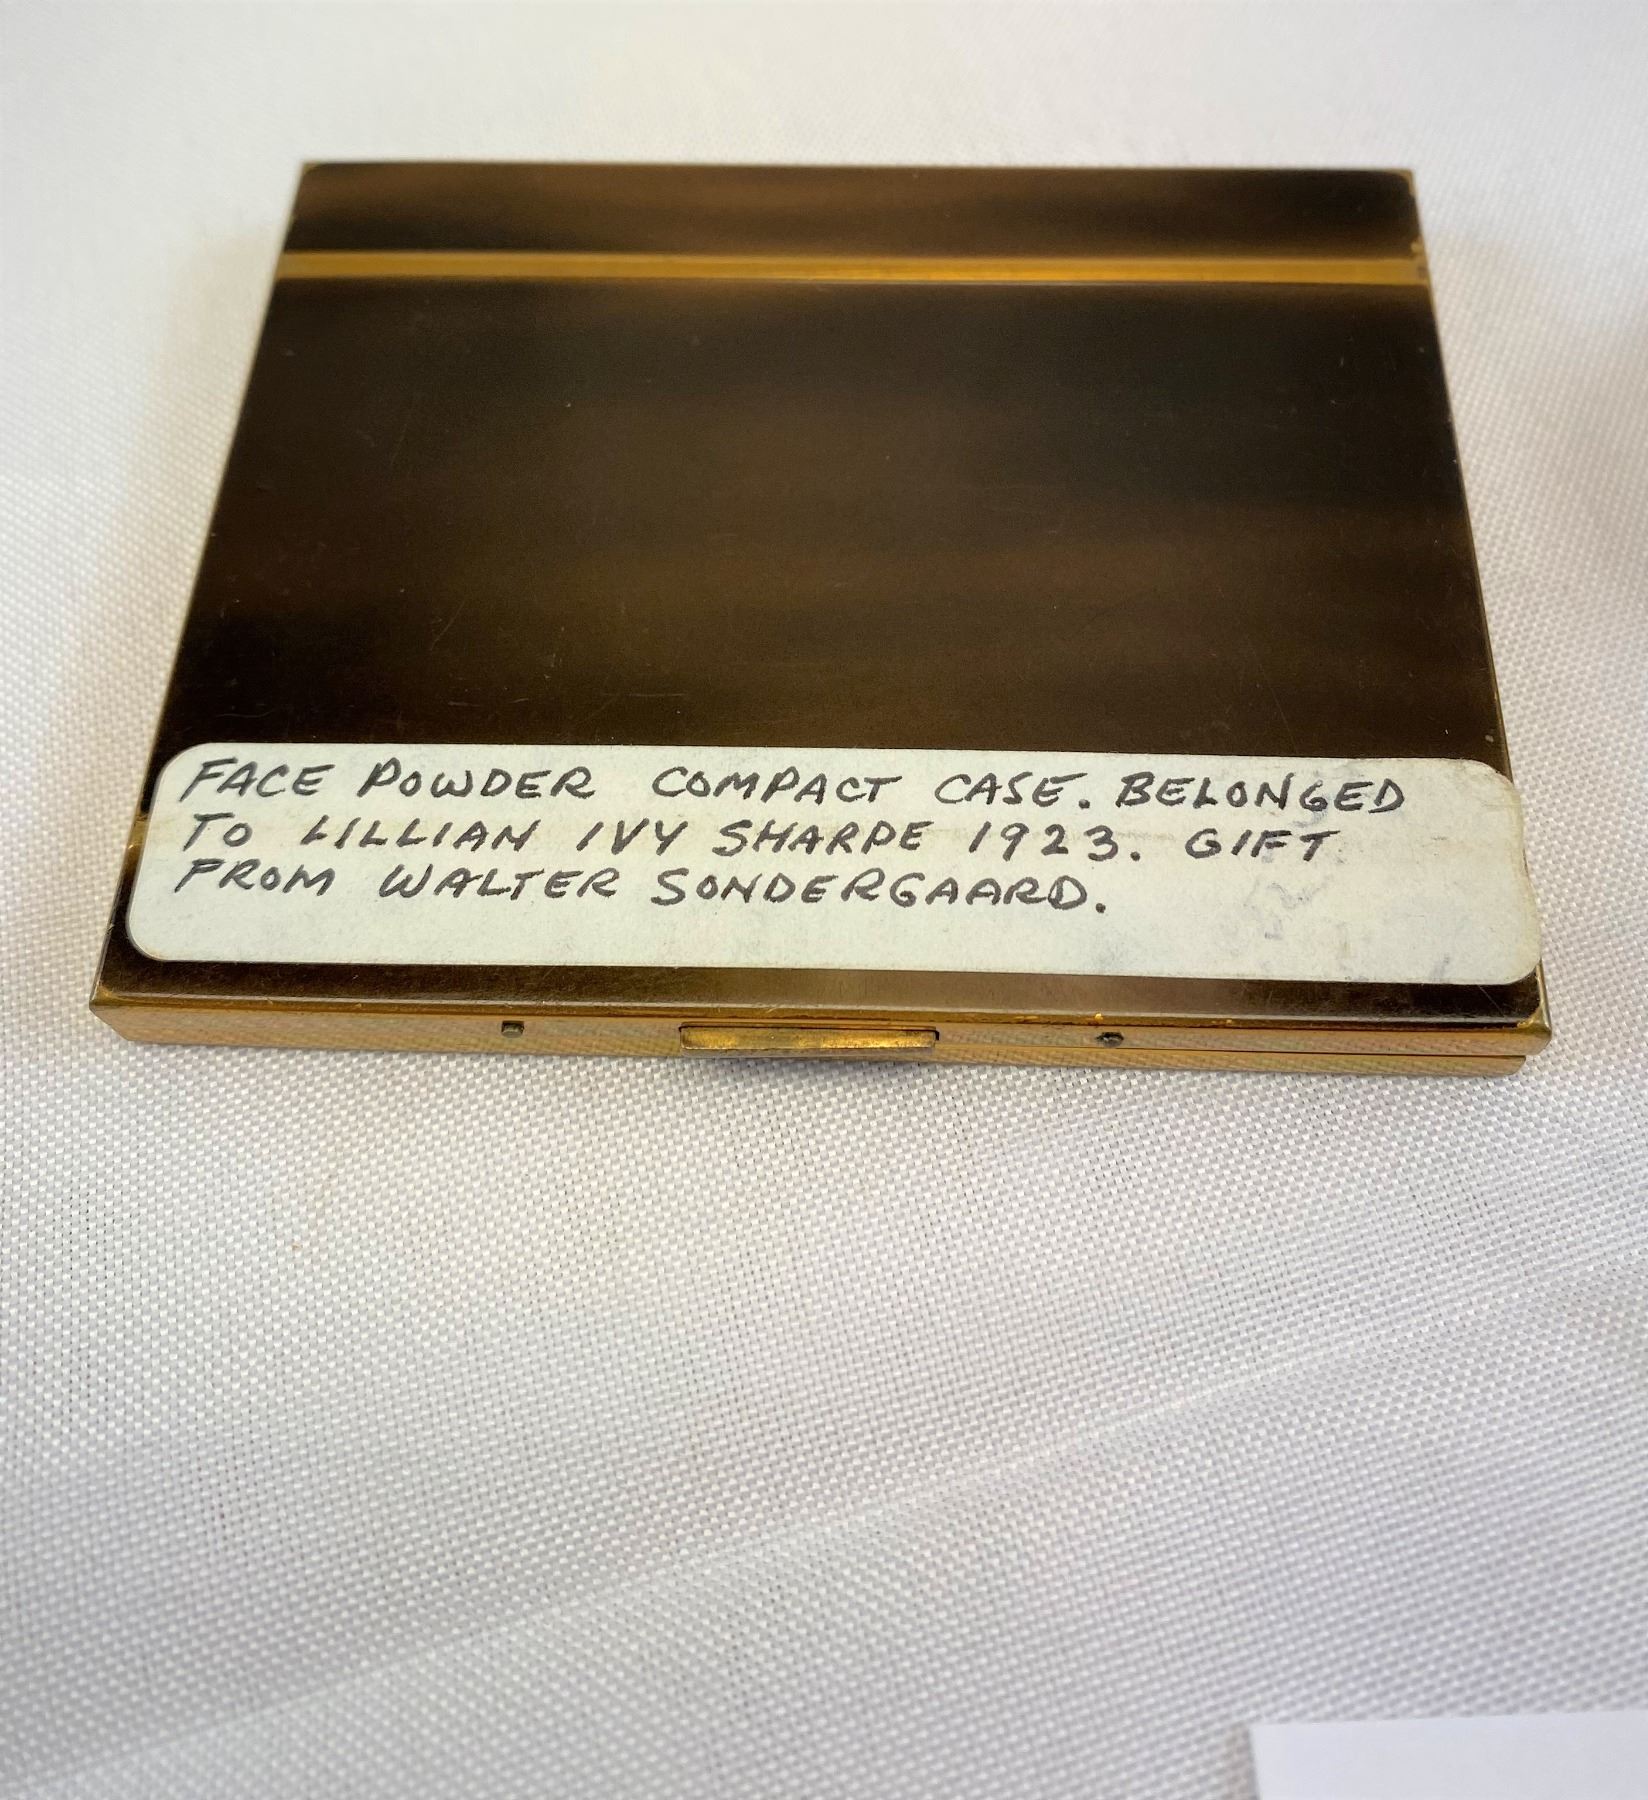 FACE POWDER COMPACT CASE. BELONGED
TO LILLIAN IVY SHARPE 1923. GIFT
FROM WALTER SONDERGAARD.